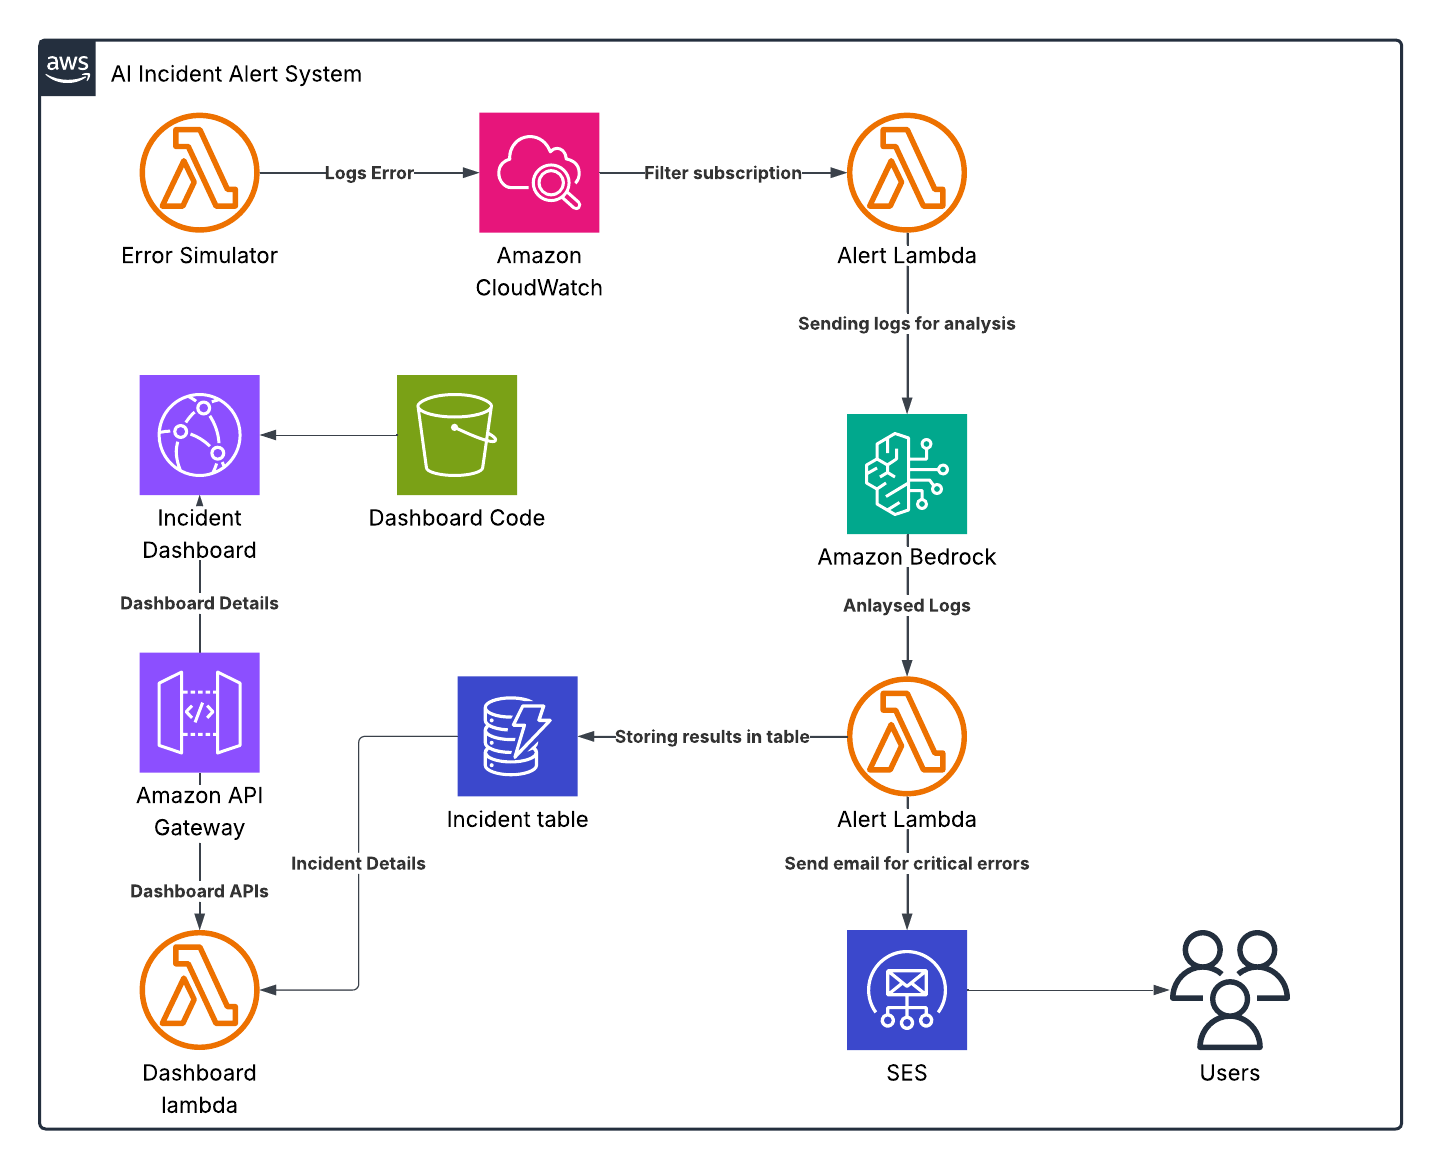 aws
AI Incident Alert System
Logs Error
Filter subscription
Error Simulator
Amazon
CloudWatch
Alert Lambda
Sending logs for analysis
Incident
Dashboard
Dashboard Code
Amazon Bedrock
Dashboard Details
Anlaysed Logs
</>
Storing results in table
Amazon API
Gateway
Incident table
Alert Lambda
Incident Details
Send email for critical errors
Dashboard APIs
Dashboard
lambda
SES
Users